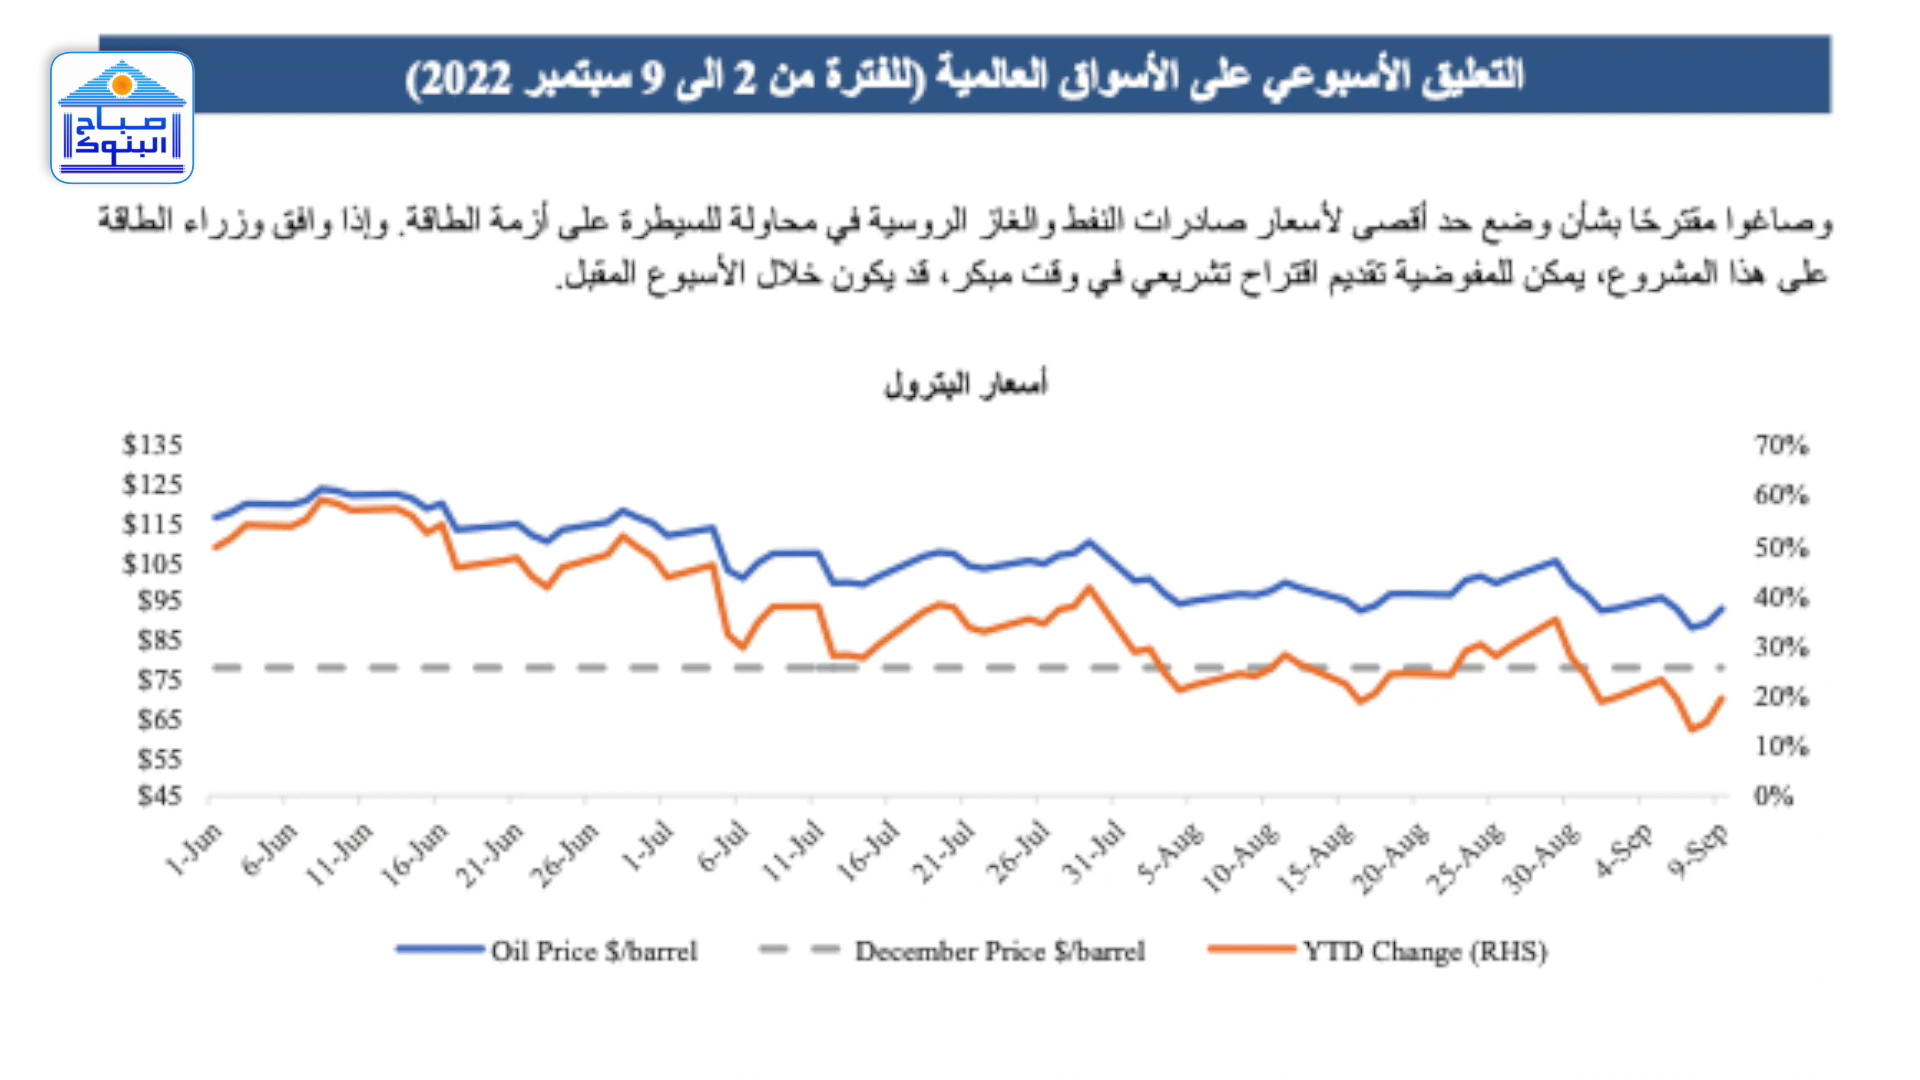 التعليق الأسبوعي على الأسواق العالمية (للفترة من 2 الى 9 سبتمبر 2022)
صباح
البنوك
وصاغوا مقترحًا بشأن وضع حد أقصى لأسعار صادرات النفط والغاز الروسية في محاولة للسيطرة على أزمة الطاقة. وإذا وافق وزراء الطاقة
على هذا المشروع، يمكن للمفوضية تقديم اقتراح تشريعي في وقت مبكر، قد يكون خلال الأسبوع المقبل.
أسعار البترول
$135
$125
$115
$105
$95
$85
$75
$65
$55
$45
70%
60%
50%
40%
30%
20%
10%
0%
1-Jun
6-Jun
11-Jun
16-Jun
21-Jun
26-Jun
1-Jul
6-Jul
11-Jul
16-Jul
21-Jul
26-Jul
31-Jul
5-Aug
10-Aug
15-Aug
20-Aug
25-Aug
30-Aug
4-Sep
9-Sep
Oil Price $/barrel
December Price $/barrel
YTD Change (RHS)